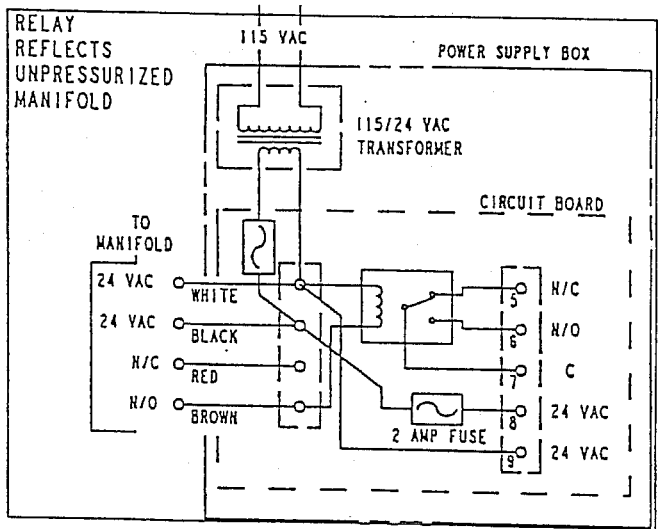 RELAY
REFLECTS
UNPRESSURIZED
MANIFOLD
115 VAC
POWER SUPPLY BOX
115/24 VAC
TRANSFORMER
CIRCUIT BOARD
TO
MANIFOLD
24 VAC
WHITE
5
N/C
24 VAC
BLACK
6
N/O
N/C
RED
7
C
N/O
BROWN
2 AMP FUSE
8
24 VAC
9
24 VAC